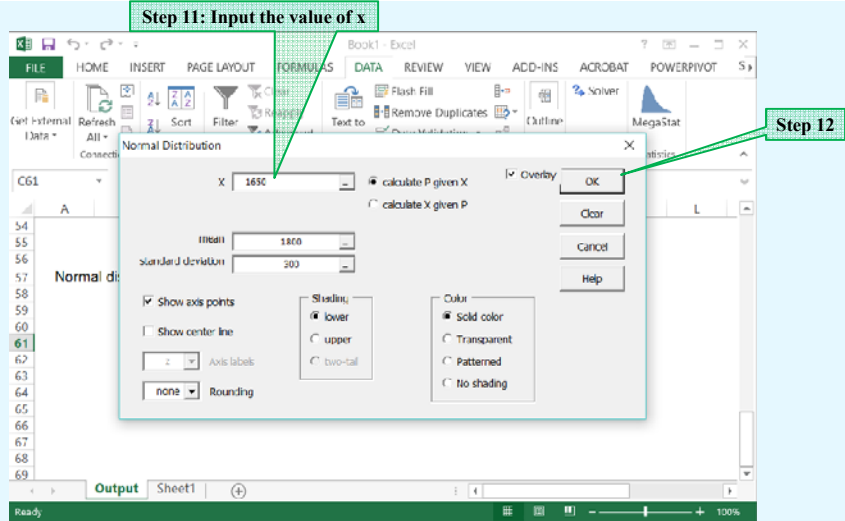 Step 11: Input the value of x
Book1 - Excel
FILE HOME INSERT PAGE LAYOUT FORMULAS DATA REVIEW VIEW ADD-INS ACROBAT POWERPIVOT S
Clear Flash Fill Solver
Reapply Remove Duplicates
Get External Refresh Sort Filter Advanced Text to Data Validation Outline MegaStat
Data All
Step 12
Normal Distribution
C61
X 1650 calculate P given X Overlay OK
calculate X given P Clear
A L
54
55 mean 1800 Cancel
56 standard deviation 300
57 Normal di Help
58 Show axis points Shading Color
59 lower Solid color
60 Show center line upper Transparent
61
62 z Axis labels two-tail Patterned
63 No shading
64 none Rounding
65
66
67
68
69
Output Sheet1
Ready 100%